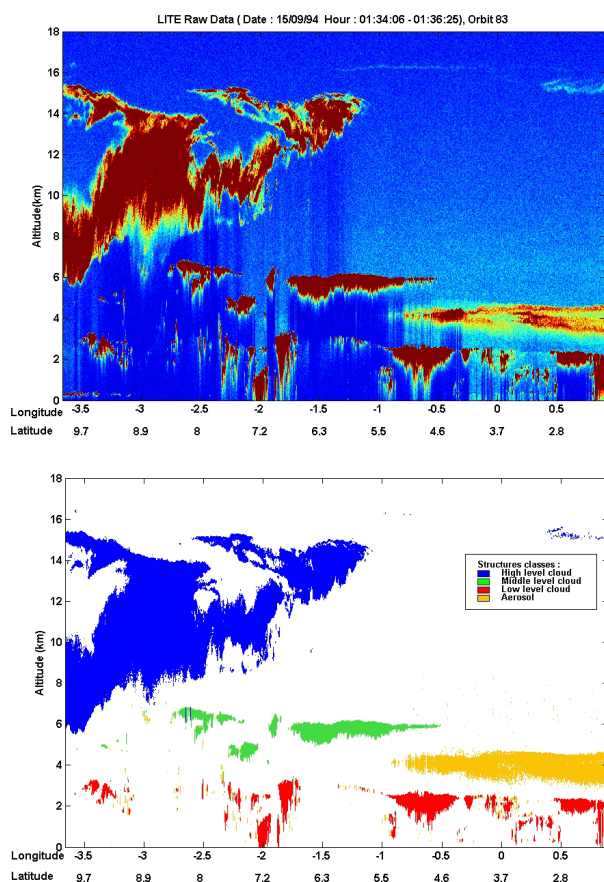 LITE Raw Data ( Date : 15/09/94 Hour : 01:34:06 - 01:36:25), Orbit 83
18
16
14
12
10
8
6
4
2
0
Altitude(km)
Longitude -3.5 -3 -2.5 -2 -1.5 -1 -0.5 0 0.5
Latitude 9.7 8.9 8 7.2 6.3 5.5 4.6 3.7 2.8
18
16
14
12
10
8
6
4
2
0
Altitude (km)
Structures classes :
High level cloud
Middle level cloud
Low level cloud
Aerosol
Longitude -3.5 -3 -2.5 -2 -1.5 -1 -0.5 0 0.5
Latitude 9.7 8.9 8 7.2 6.3 5.5 4.6 3.7 2.8